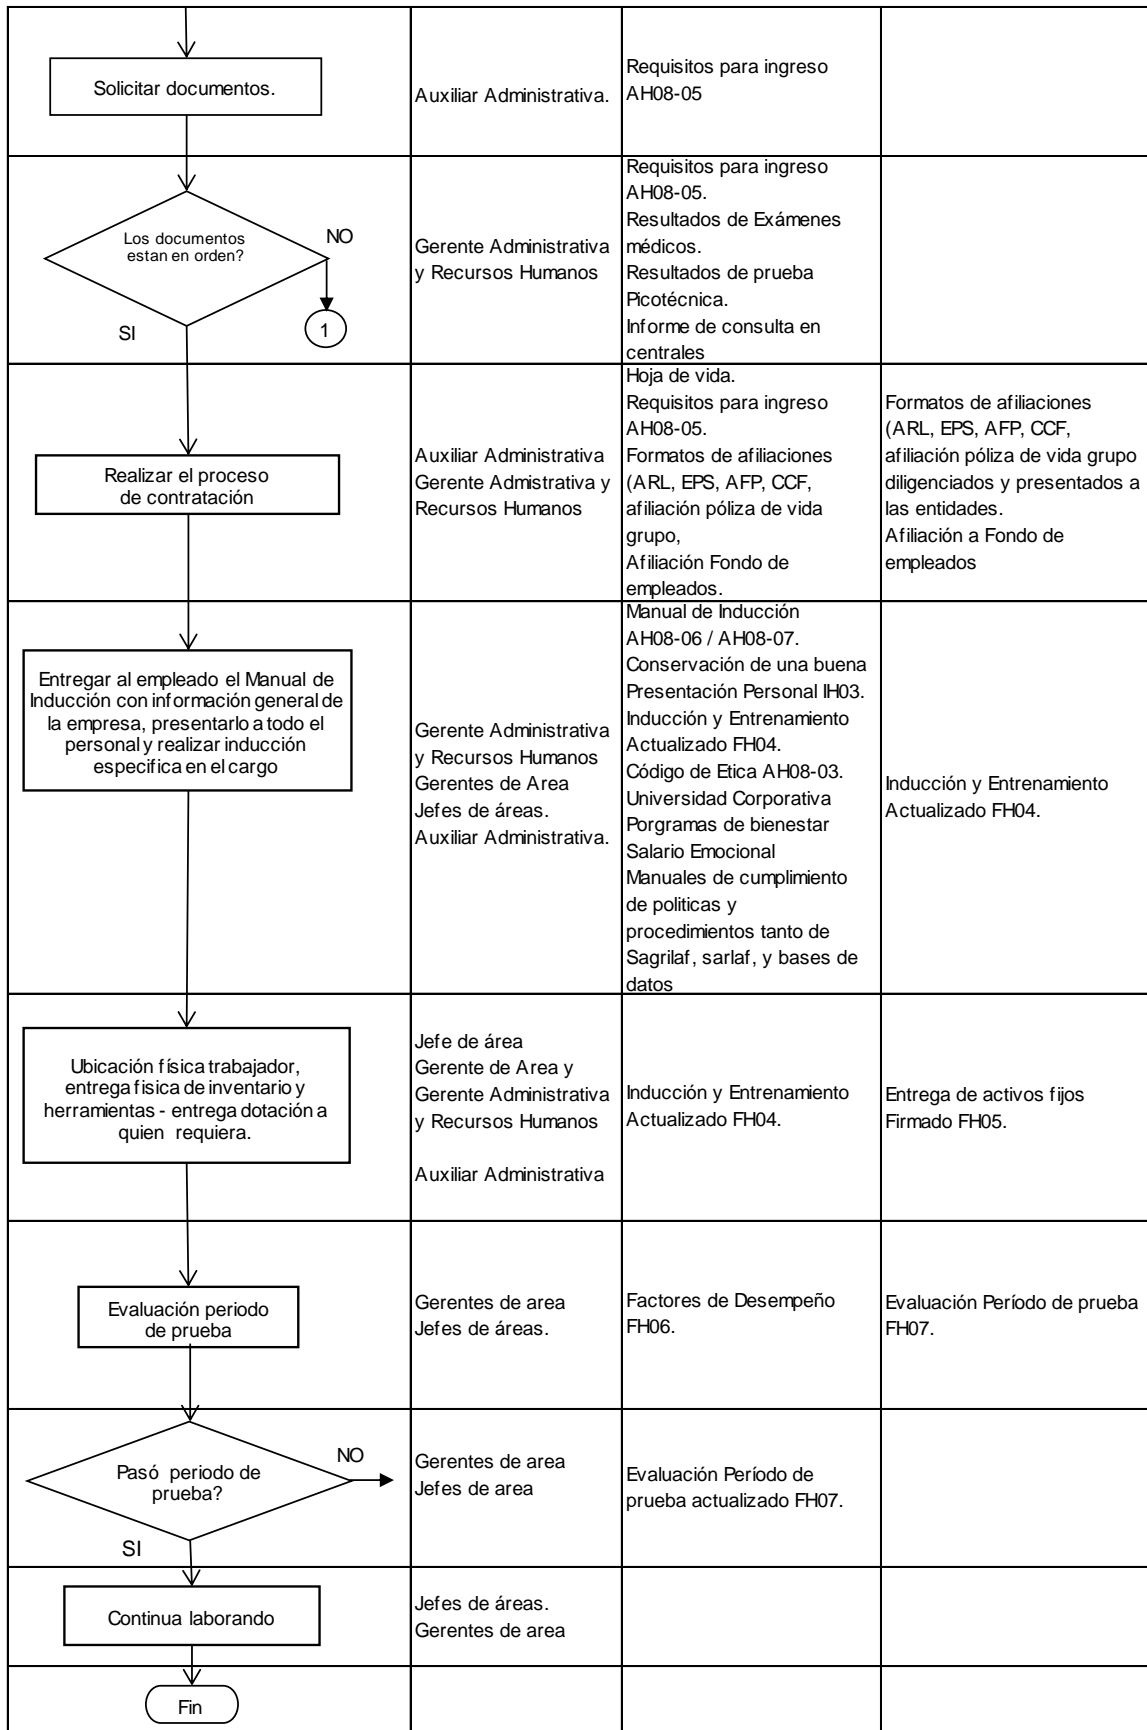 Solicitar documentos.
Auxiliar Administrativa.
Requisitos para ingreso
AH08-05
Los documentos
estan en orden?
NO
1
SI
Gerente Administrativa
y Recursos Humanos
Requisitos para ingreso
AH08-05.
Resultados de Exámenes
médicos.
Resultados de prueba
Picotécnica.
Informe de consulta en
centrales
Realizar el proceso
de contratación
Auxiliar Administrativa
Gerente Admistrativa y
Recursos Humanos
Hoja de vida.
Requisitos para ingreso
AH08-05.
Formatos de afiliaciones
(ARL, EPS, AFP, CCF,
afiliación póliza de vida
grupo,
Afiliación Fondo de
empleados.
Formatos de afiliaciones
(ARL, EPS, AFP, CCF,
afiliación póliza de vida grupo
diligenciados y presentados a
las entidades.
Afiliación a Fondo de
empleados
Entregar al empleado el Manual de
Inducción con información general de
la empresa, presentarlo a todo el
personal y realizar inducción
especifica en el cargo
Gerente Administrativa
y Recursos Humanos
Gerentes de Area
Jefes de áreas.
Auxiliar Administrativa.
Manual de Inducción
AH08-06 / AH08-07.
Conservación de una buena
Presentación Personal IH03.
Inducción y Entrenamiento
Actualizado FH04.
Código de Etica AH08-03.
Universidad Corporativa
Porgramas de bienestar
Salario Emocional
Manuales de cumplimiento
de politicas y
procedimientos tanto de
Sagrilaf, sarlaf, y bases de
datos
Inducción y Entrenamiento
Actualizado FH04.
Ubicación física trabajador,
entrega fisica de inventario y
herramientas - entrega dotación a
quien requiera.
Jefe de área
Gerente de Area y
Gerente Administrativa
y Recursos Humanos
Auxiliar Administrativa
Inducción y Entrenamiento
Actualizado FH04.
Entrega de activos fijos
Firmado FH05.
Evaluación periodo
de prueba
Gerentes de area
Jefes de áreas.
Factores de Desempeño
FH06.
Evaluación Período de prueba
FH07.
Pasó periodo de
prueba?
NO
SI
Gerentes de area
Jefes de area
Evaluación Período de
prueba actualizado FH07.
Continua laborando
Jefes de áreas.
Gerentes de area
Fin